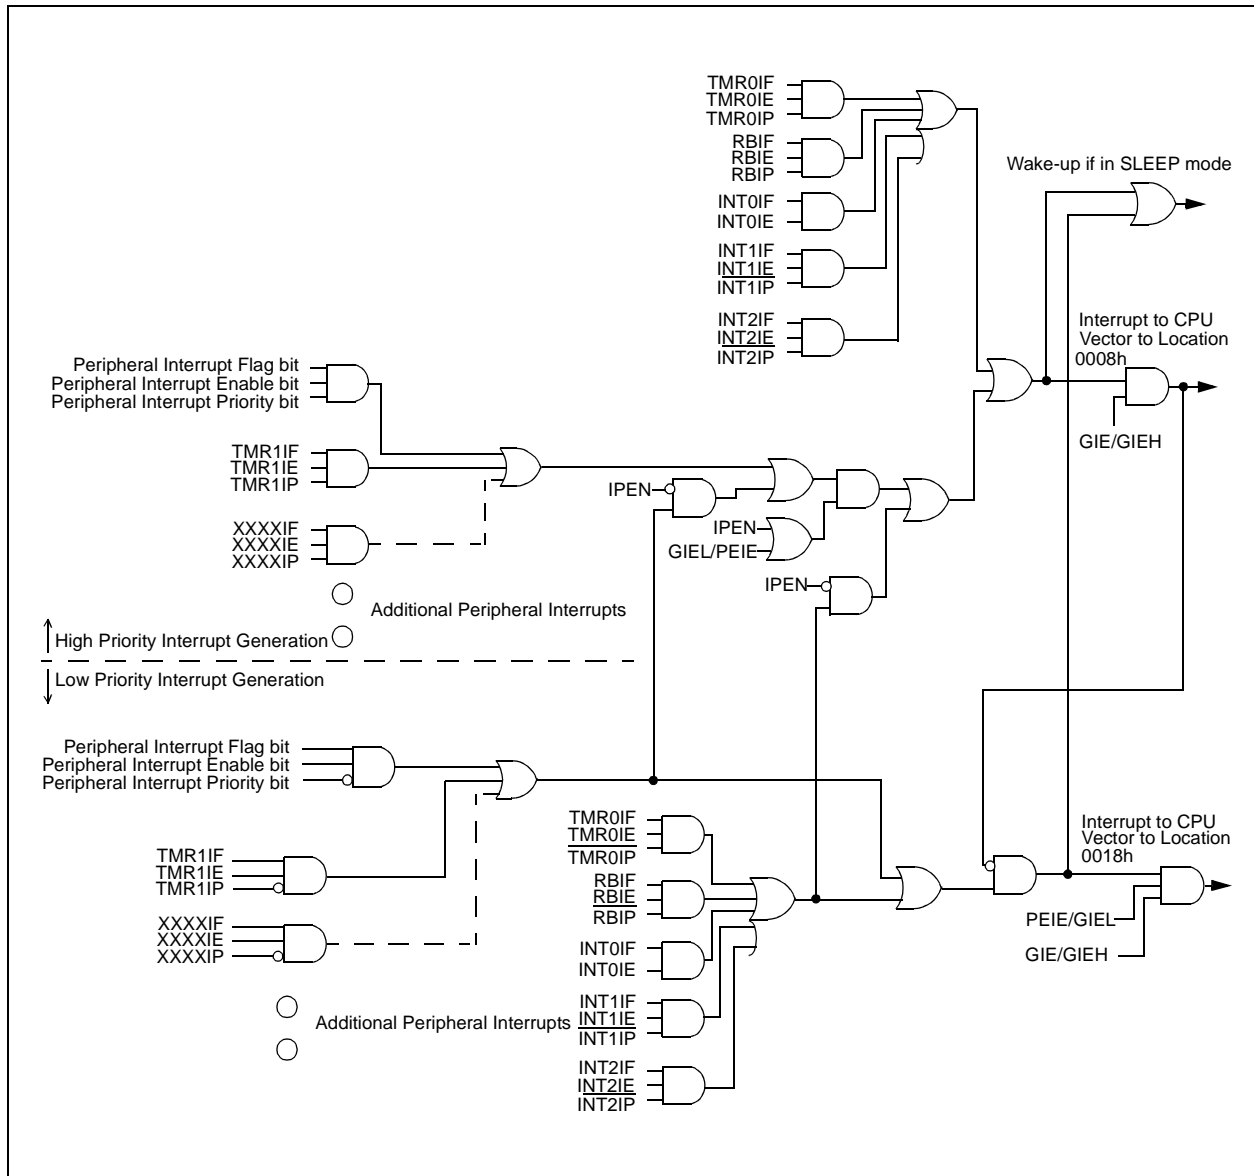 TMR0IF
TMR0IE
TMR0IP
RBIF
RBIE
RBIP
INT0IF
INT0IE
INT1IF
INT1IE
INT1IP
INT2IF
INT2IE
INT2IP
Wake-up if in SLEEP mode
Interrupt to CPU
Vector to Location
0008h
GIE/GIEH
Peripheral Interrupt Flag bit
Peripheral Interrupt Enable bit
Peripheral Interrupt Priority bit
TMR1IF
TMR1IE
TMR1IP
XXXXIF
XXXXIE
XXXXIP
IPEN
IPEN
GIEL/PEIE
IPEN
Additional Peripheral Interrupts
High Priority Interrupt Generation
Low Priority Interrupt Generation
Peripheral Interrupt Flag bit
Peripheral Interrupt Enable bit
Peripheral Interrupt Priority bit
TMR1IF
TMR1IE
TMR1IP
XXXXIF
XXXXIE
XXXXIP
Additional Peripheral Interrupts
TMR0IF
TMR0IE
TMR0IP
RBIF
RBIE
RBIP
INT0IF
INT0IE
INT1IF
INT1IE
INT1IP
INT2IF
INT2IE
INT2IP
Interrupt to CPU
Vector to Location
0018h
PEIE/GIEL
GIE/GIEH